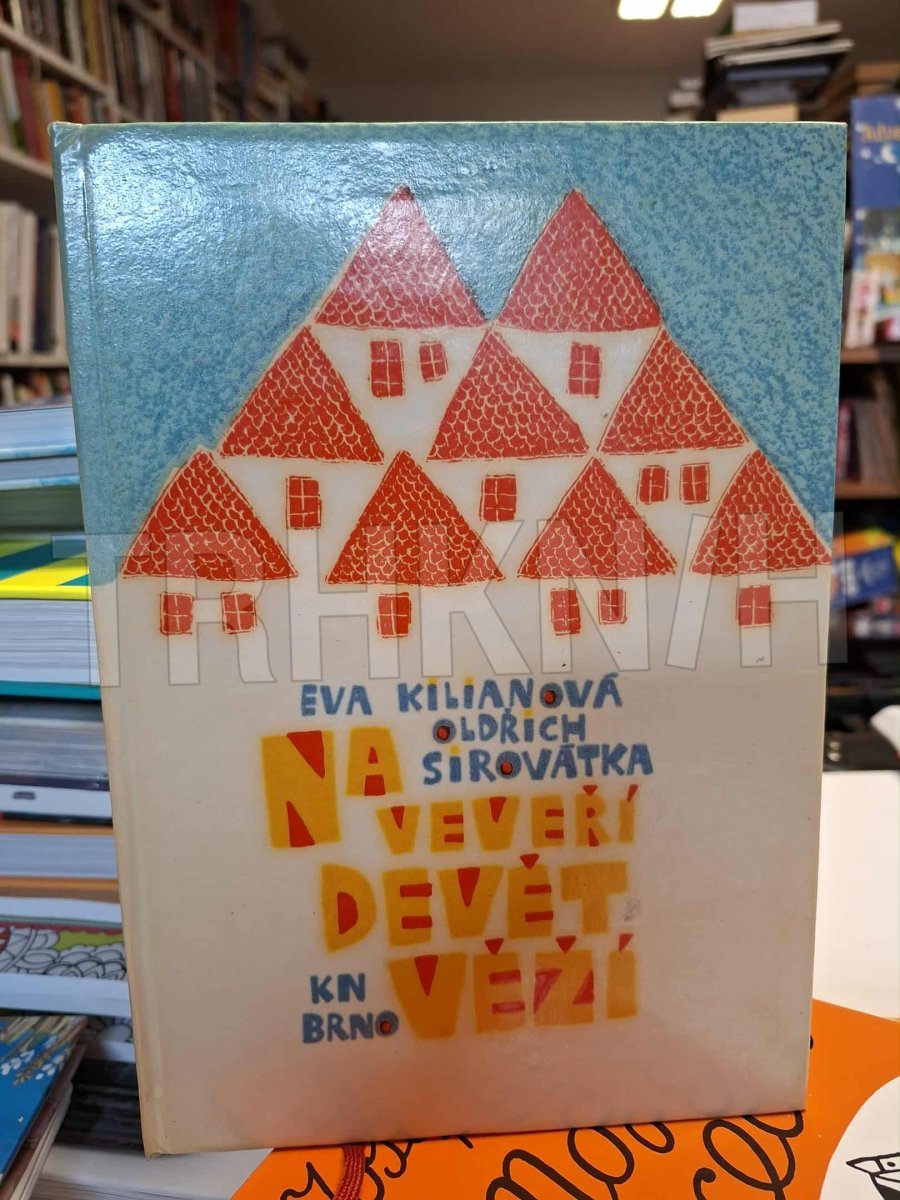 TRHKNIH
EVA KILIANOVÁ
OLDŘICH
SIROVÁTKA
NA
VEVEŘÍ
DEVĚT
VĚŽÍ
KN
BRNO